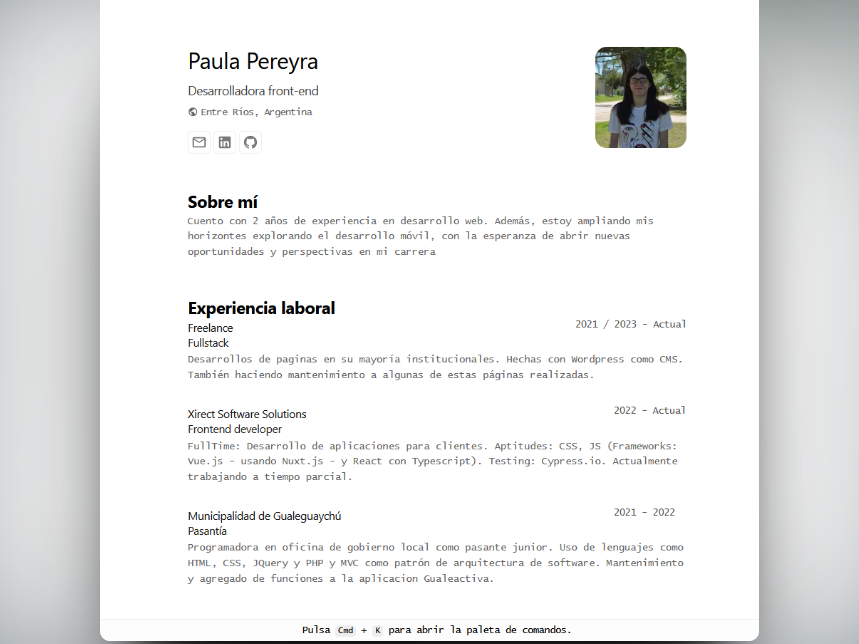 Paula Pereyra
Desarrolladora front-end
Entre Ríos, Argentina
Sobre mí
Cuento con 2 años de experiencia en desarrollo web. Además, estoy ampliando mis
horizontes explorando el desarrollo móvil, con la esperanza de abrir nuevas
oportunidades y perspectivas en mi carrera
Experiencia laboral
Freelance
2021 / 2023 - Actual
Fullstack
Desarrollos de paginas en su mayoria institucionales. Hechas con Wordpress como CMS.
También haciendo mantenimiento a algunas de estas páginas realizadas.
Xirect Software Solutions
2022 - Actual
Frontend developer
FullTime: Desarrollo de aplicaciones para clientes. Aptitudes: CSS, JS (Frameworks:
Vue.js - usando Nuxt.js - y React con Typescript). Testing: Cypress.io. Actualmente
trabajando a tiempo parcial.
Municipalidad de Gualeguaychú
2021 - 2022
Pasantía
Programadora en oficina de gobierno local como pasante junior. Uso de lenguajes como
HTML, CSS, JQuery y PHP y MVC como patrón de arquitectura de software. Mantenimiento
y agregado de funciones a la aplicacion Gualeactiva.
Pulsa Cmd + K para abrir la paleta de comandos.